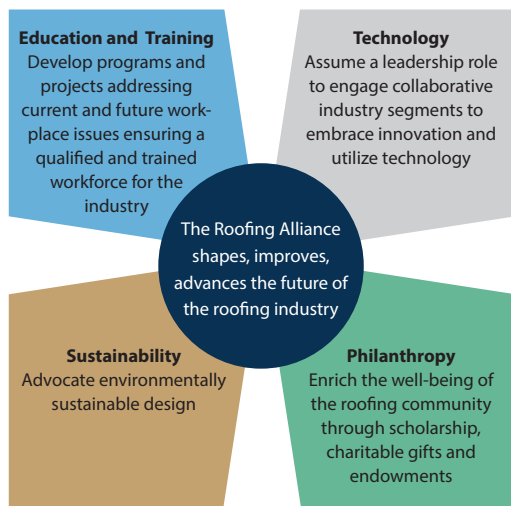 Education and Training
Develop programs and
projects addressing
current and future work-
place issues ensuring a
qualified and trained
workforce for the
industry
Technology
Assume a leadership role
to engage collaborative
industry segments to
embrace innovation and
utilize technology
The Roofing Alliance
shapes, improves,
advances the future of
the roofing industry
Sustainability
Advocate environmentally
sustainable design
Philanthropy
Enrich the well-being of
the roofing community
through scholarship,
charitable gifts and
endowments